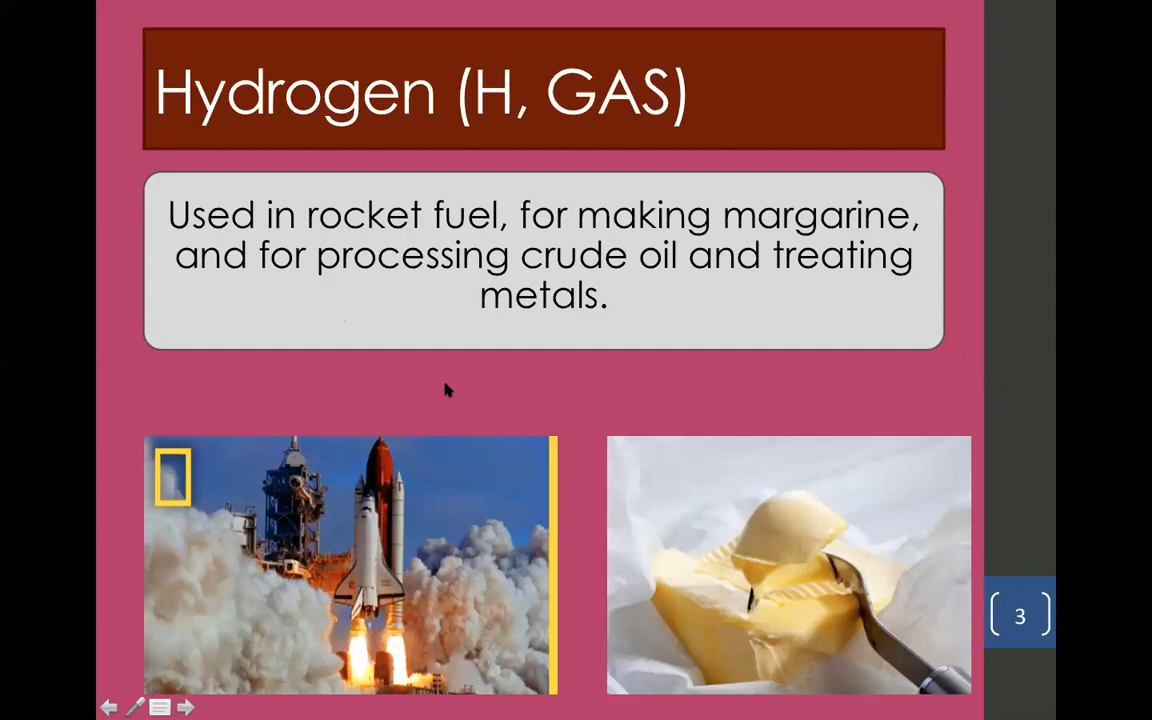 Hydrogen (H, GAS)
Used in rocket fuel, for making margarine,
and for processing crude oil and treating
metals.
3